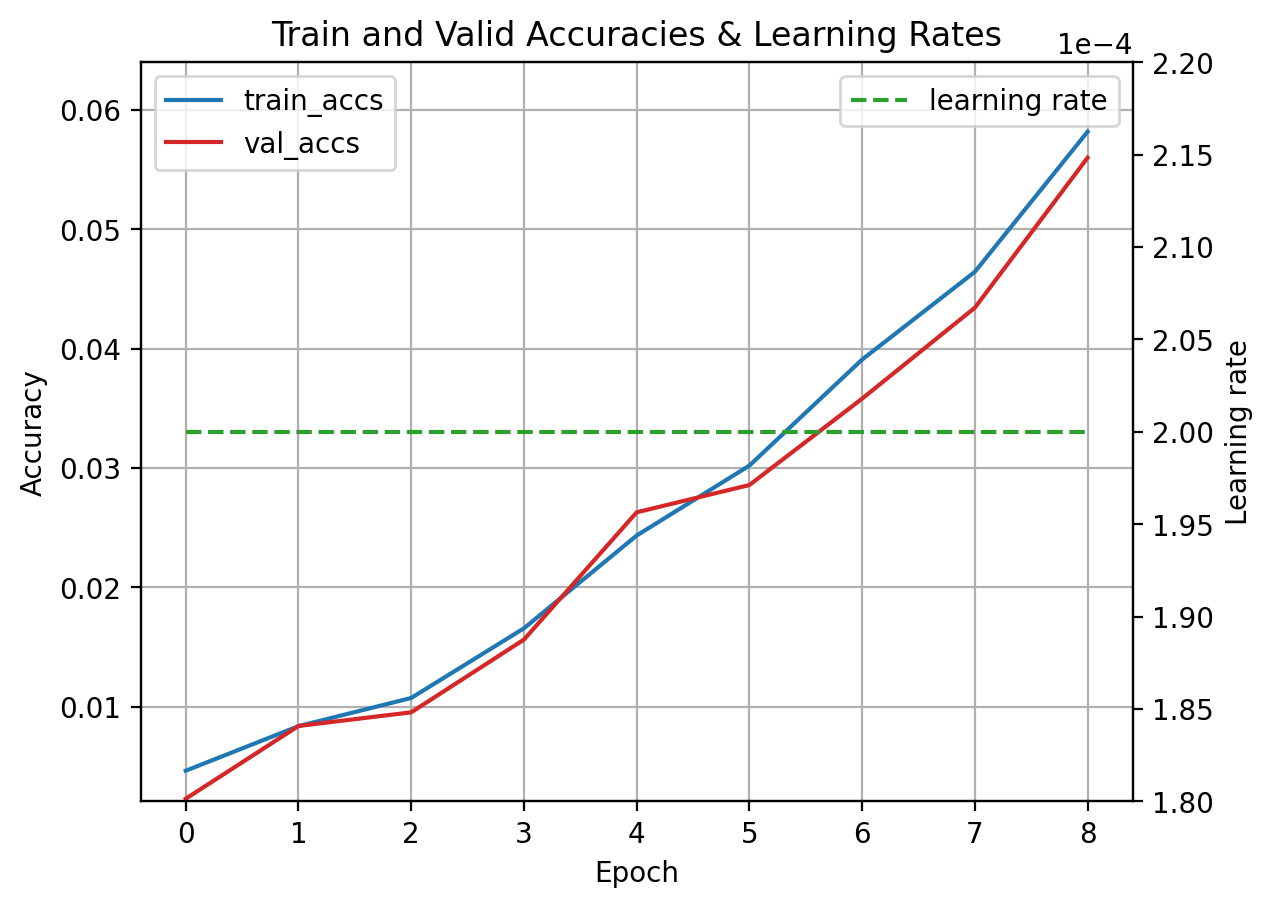 Train and Valid Accuracies & Learning Rates
1e−4
train_accs
val_accs
learning rate
0.06
0.05
0.04
0.03
0.02
0.01
Accuracy
2.20
2.15
2.10
2.05
2.00
1.95
1.90
1.85
1.80
Learning rate
0 1 2 3 4 5 6 7 8
Epoch